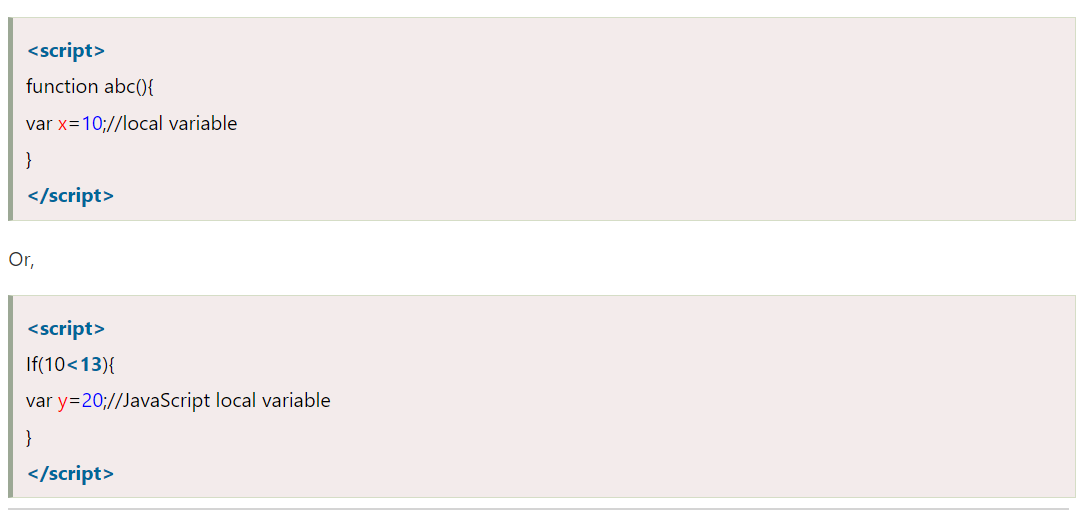 <script>
function abc(){
var x=10;//local variable
}
</script>
Or,
<script>
If(10<13){
var y=20;//JavaScript local variable
}
</script>